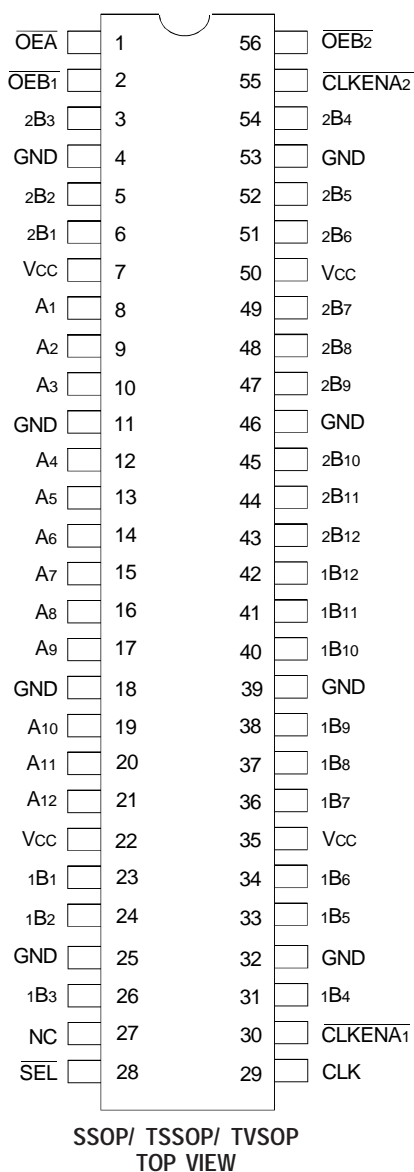 OEA 1 56 OEB2
OEB1 2 55 CLKENA2
2B3 3 54 2B4
GND 4 53 GND
2B2 5 52 2B5
2B1 6 51 2B6
VCC 7 50 VCC
A1 8 49 2B7
A2 9 48 2B8
A3 10 47 2B9
GND 11 46 GND
A4 12 45 2B10
A5 13 44 2B11
A6 14 43 2B12
A7 15 42 1B12
A8 16 41 1B11
A9 17 40 1B10
GND 18 39 GND
A10 19 38 1B9
A11 20 37 1B8
A12 21 36 1B7
VCC 22 35 VCC
1B1 23 34 1B6
1B2 24 33 1B5
GND 25 32 GND
1B3 26 31 1B4
NC 27 30 CLKENA1
SEL 28 29 CLK
SSOP/ TSSOP/ TVSOP
TOP VIEW